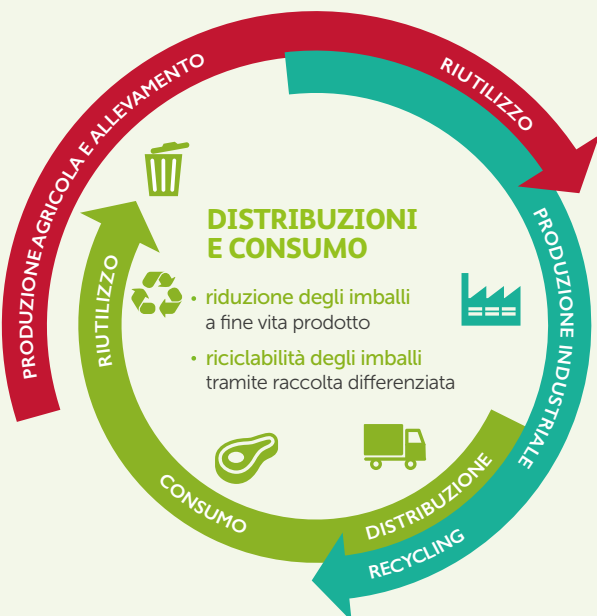 PRODUZIONE AGRICOLA E ALLEVAMENTO
RIUTILIZZO
PRODUZIONE INDUSTRIALE
RECYCLING
DISTRIBUZIONE
CONSUMO
RIUTILIZZO
DISTRIBUZIONI
E CONSUMO
• riduzione degli imballi
a fine vita prodotto
• riciclabilità degli imballi
tramite raccolta differenziata